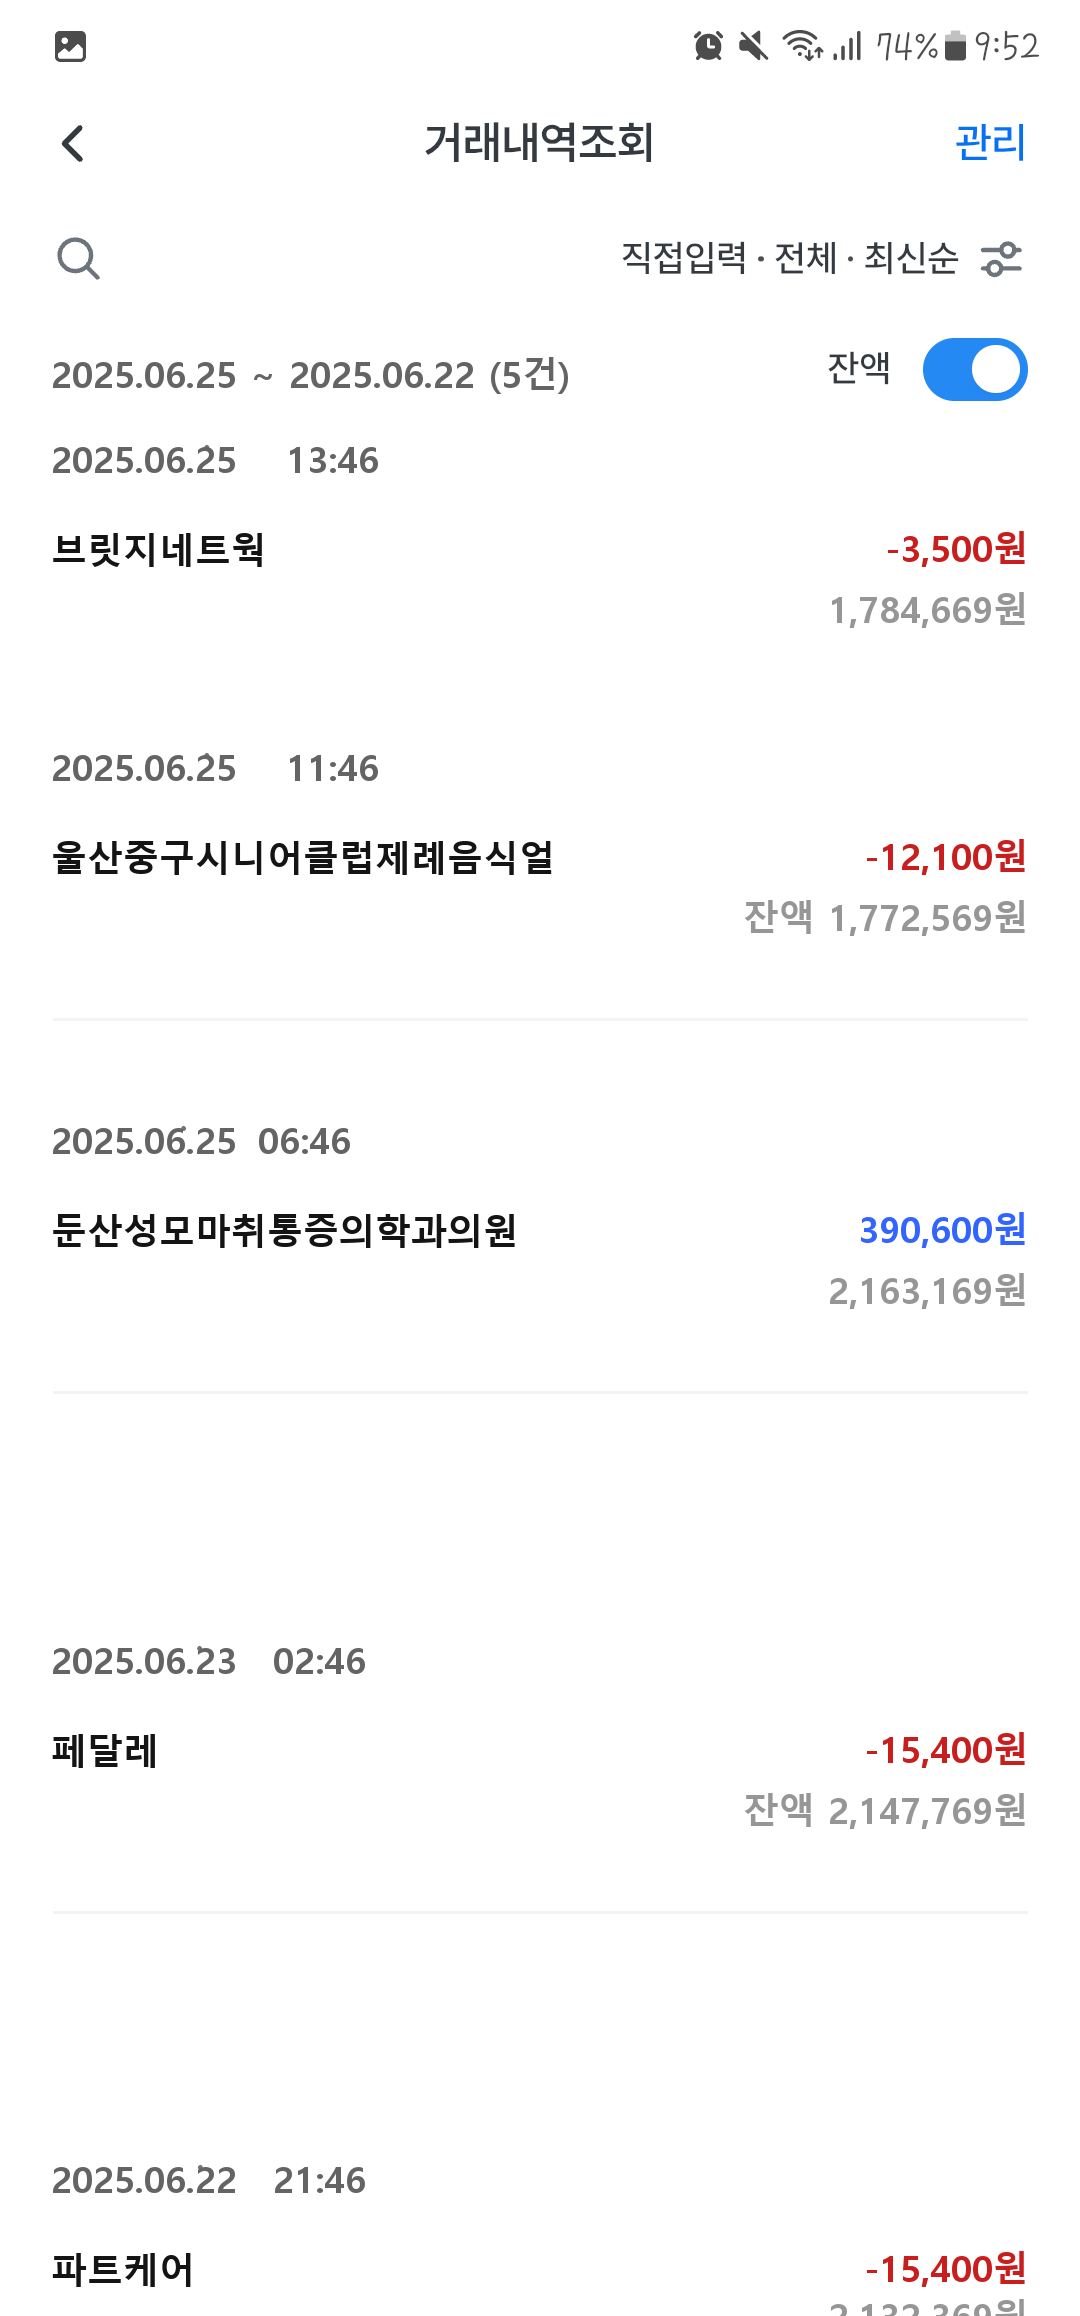 74% 9:52
거래내역조회 관리
직접입력 · 전체 · 최신순
2025.06.25 ~ 2025.06.22 (5건) 잔액
2025.06.25 13:46
브릿지네트웍 -3,500원
1,784,669원
2025.06.25 11:46
울산중구시니어클럽제례음식얼 -12,100원
잔액 1,772,569원
2025.06.25 06:46
둔산성모마취통증의학과의원 390,600원
2,163,169원
2025.06.23 02:46
페달레 -15,400원
잔액 2,147,769원
2025.06.22 21:46
파트케어 -15,400원
2,132,369원